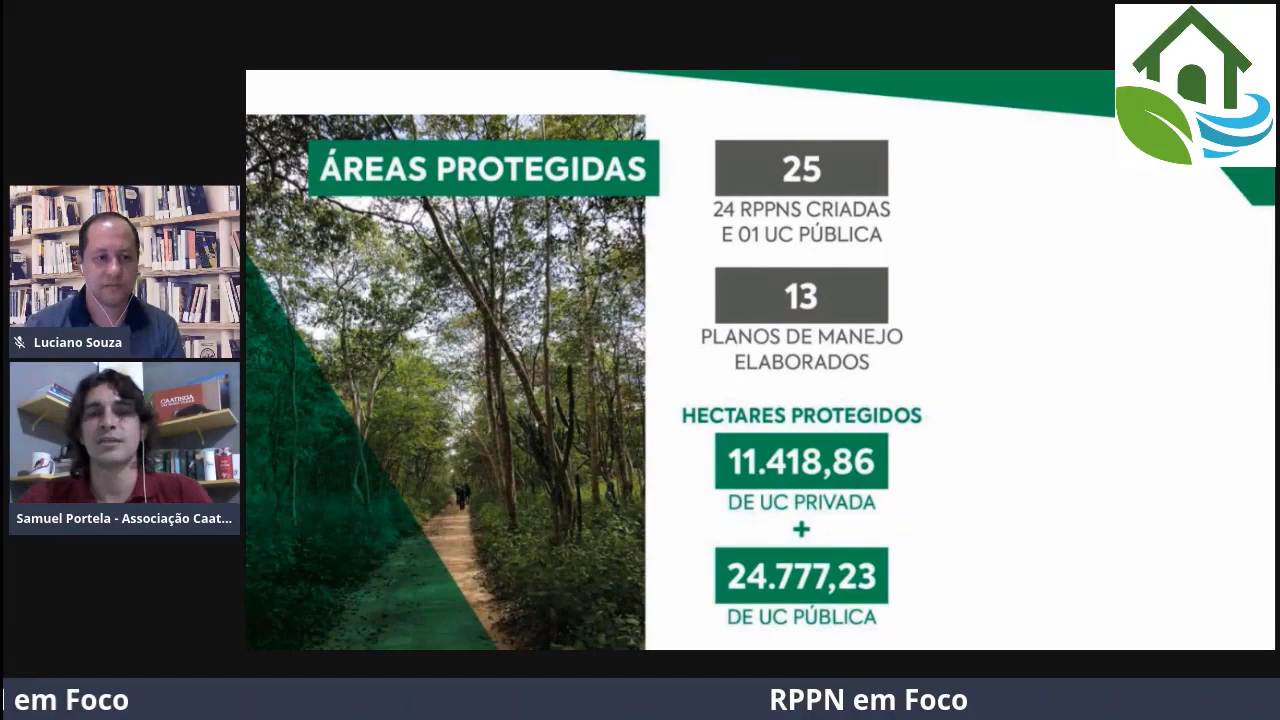 ÁREAS PROTEGIDAS
25
24 RPPNS CRIADAS
E 01 UC PÚBLICA
13
PLANOS DE MANEJO
ELABORADOS
HECTARES PROTEGIDOS
11.418,86
DE UC PRIVADA
+
24.777,23
DE UC PÚBLICA
Luciano Souza
CAATINGA
Samuel Portela - Associação Caat...
em Foco
RPPN em Foco